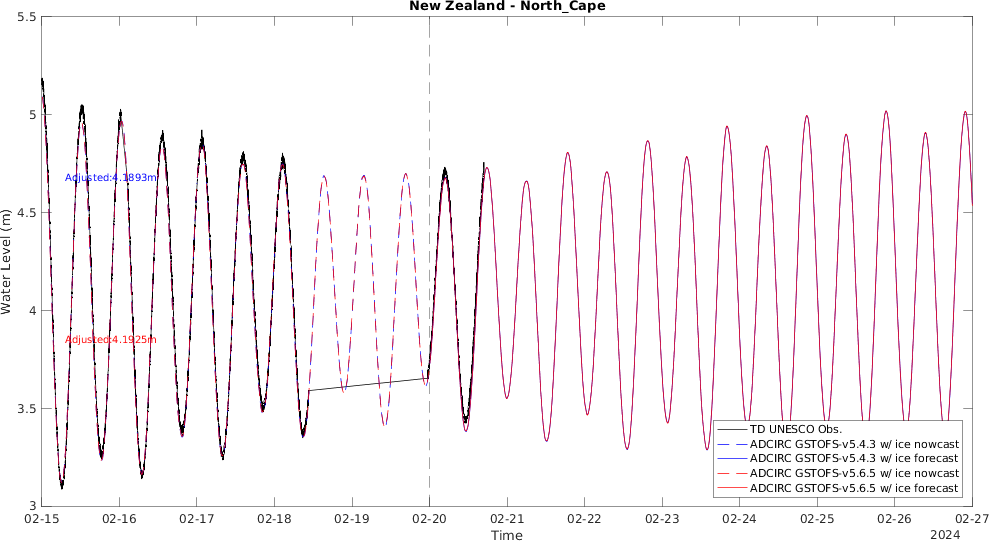 New Zealand - North_Cape
5.5
5
4.5
4
3.5
3
Water Level (m)
Adjusted:4.1893m
Adjusted:4.1925m
TD UNESCO Obs.
ADCIRC GSTOFS-v5.4.3 w/ ice nowcast
ADCIRC GSTOFS-v5.4.3 w/ ice forecast
ADCIRC GSTOFS-v5.6.5 w/ ice nowcast
ADCIRC GSTOFS-v5.6.5 w/ ice forecast
02-15 02-16 02-17 02-18 02-19 02-20 02-21 02-22 02-23 02-24 02-25 02-26 02-27
Time
2024